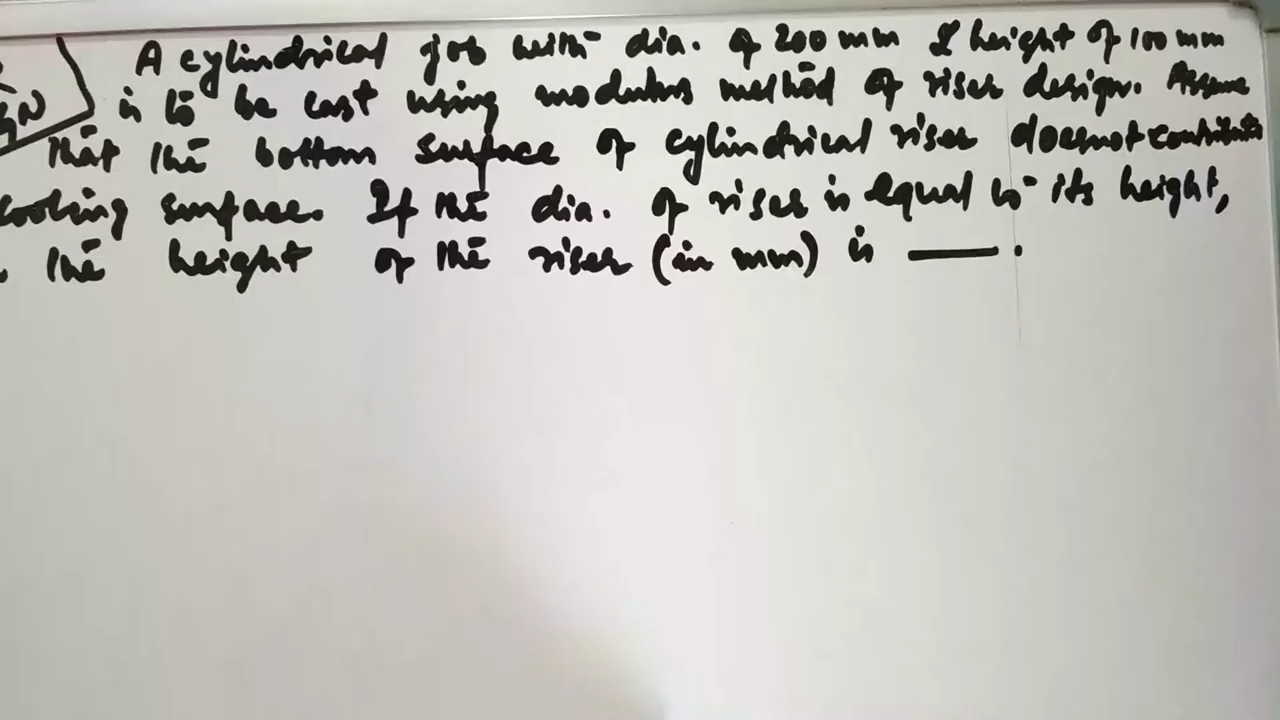 A cylindrical job with dia. of 200 mm & height of 100 mm
is to be cast using modulus method of riser design. Assume
that the bottom surface of cylindrical riser doesnot contribute
cooling surface. If the dia. of riser is equal to its height,
the height of the riser (in mm) is ——.